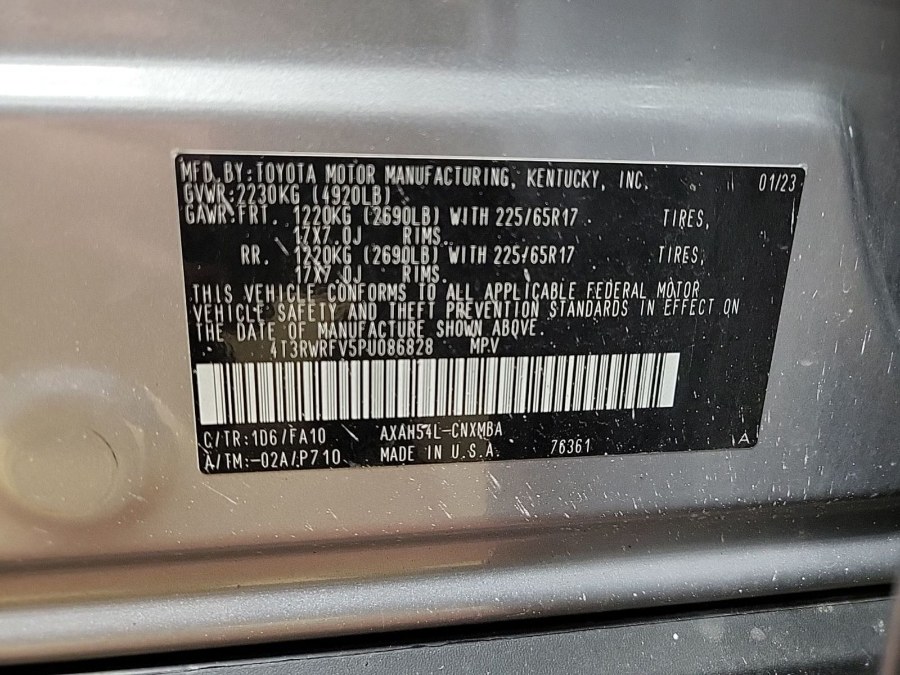 MFD. BY:TOYOTA MOTOR MANUFACTURING, KENTUCKY, INC. 01/23
GVWR:2230KG (4920LB)
GAWR:FRT. 1220KG (2690LB) WITH 225/65R17 TIRES,
17X7.0J RIMS.
RR. 1220KG (2690LB) WITH 225/65R17 TIRES,
17X7.0J RIMS.
THIS VEHICLE CONFORMS TO ALL APPLICABLE FEDERAL MOTOR
VEHICLE SAFETY AND THEFT PREVENTION STANDARDS IN EFFECT ON
THE DATE OF MANUFACTURE SHOWN ABOVE.
4T3RWRFV5PU086828 MPV
C/TR:1D6/FA10 AXAH54L-CNXMBA
A/TM:-02A/P710 MADE IN U.S.A. 76361 A